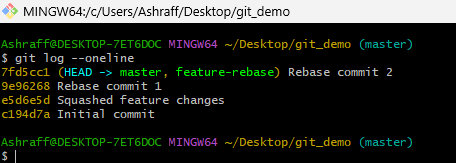 MINGW64:/c/Users/Ashraff/Desktop/git_demo
Ashraff@DESKTOP-7ET6DOC MINGW64 ~/Desktop/git_demo (master)
$ git log --oneline
7fd5cc1 (HEAD -> master, feature-rebase) Rebase commit 2
9e96268 Rebase commit 1
e5d6e5d Squashed feature changes
c194d7a Initial commit
Ashraff@DESKTOP-7ET6DOC MINGW64 ~/Desktop/git_demo (master)
$